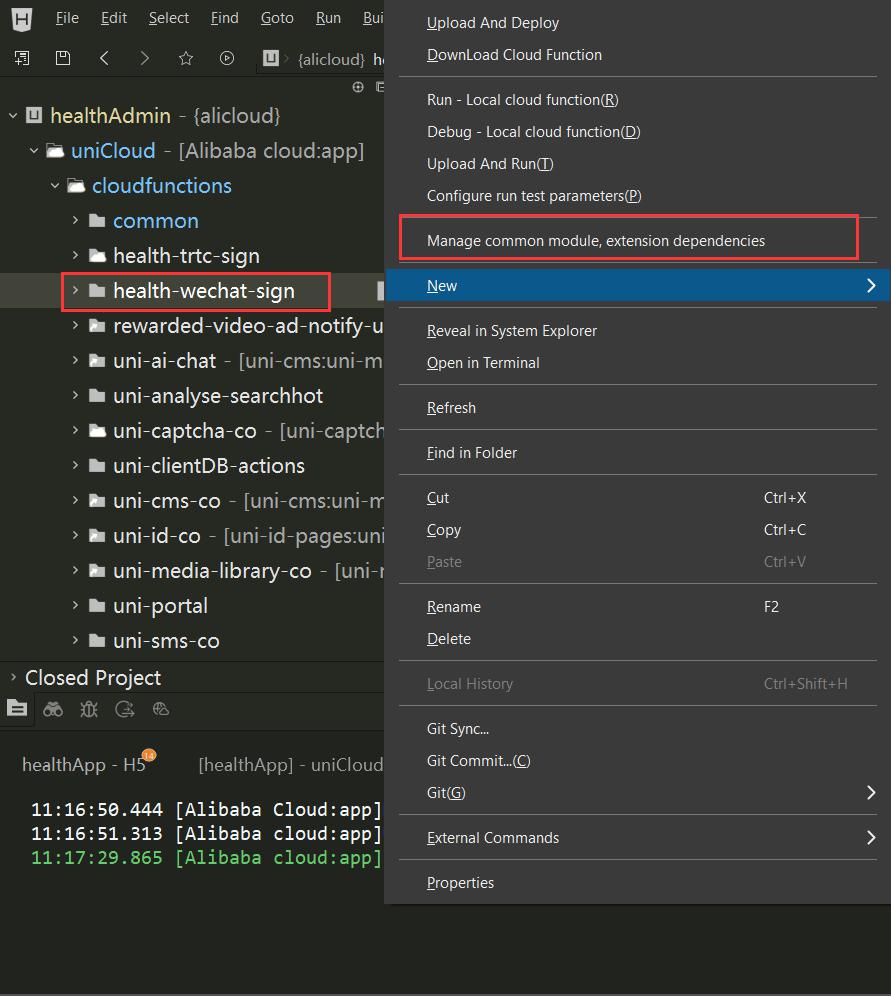 H File Edit Select Find Goto Run Bui
U {alicloud} he
healthAdmin - {alicloud}
uniCloud - [Alibaba cloud:app]
cloudfunctions
common
health-trtc-sign
health-wechat-sign
rewarded-video-ad-notify-u
uni-ai-chat - [uni-cms:uni-m
uni-analyse-searchhot
uni-captcha-co - [uni-captch
uni-clientDB-actions
uni-cms-co - [uni-cms:uni-m
uni-id-co - [uni-id-pages:uni
uni-media-library-co - [uni-r
uni-portal
uni-sms-co
Closed Project
healthApp - H5 14 [healthApp] - uniCloud
11:16:50.444 [Alibaba Cloud:app]
11:16:51.313 [Alibaba cloud:app]
11:17:29.865 [Alibaba cloud:app]
Upload And Deploy
DownLoad Cloud Function
Run - Local cloud function(R)
Debug - Local cloud function(D)
Upload And Run(T)
Configure run test parameters(P)
Manage common module, extension dependencies
New
Reveal in System Explorer
Open in Terminal
Refresh
Find in Folder
Cut Ctrl+X
Copy Ctrl+C
Paste Ctrl+V
Rename F2
Delete
Local History Ctrl+Shift+H
Git Sync...
Git Commit...(C)
Git(G)
External Commands
Properties